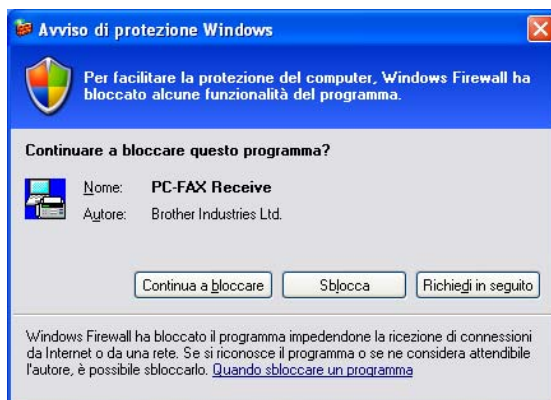 Avviso di protezione Windows
Per facilitare la protezione del computer, Windows Firewall ha
bloccato alcune funzionalità del programma.
Continuare a bloccare questo programma?
Nome: PC-FAX Receive
Autore: Brother Industries Ltd.
Continua a bloccare Sblocca Richiedi in seguito
Windows Firewall ha bloccato il programma impedendone la ricezione di connessioni
da Internet o da una rete. Se si riconosce il programma o se ne considera attendibile
l'autore, è possibile sbloccarlo. Quando sbloccare un programma